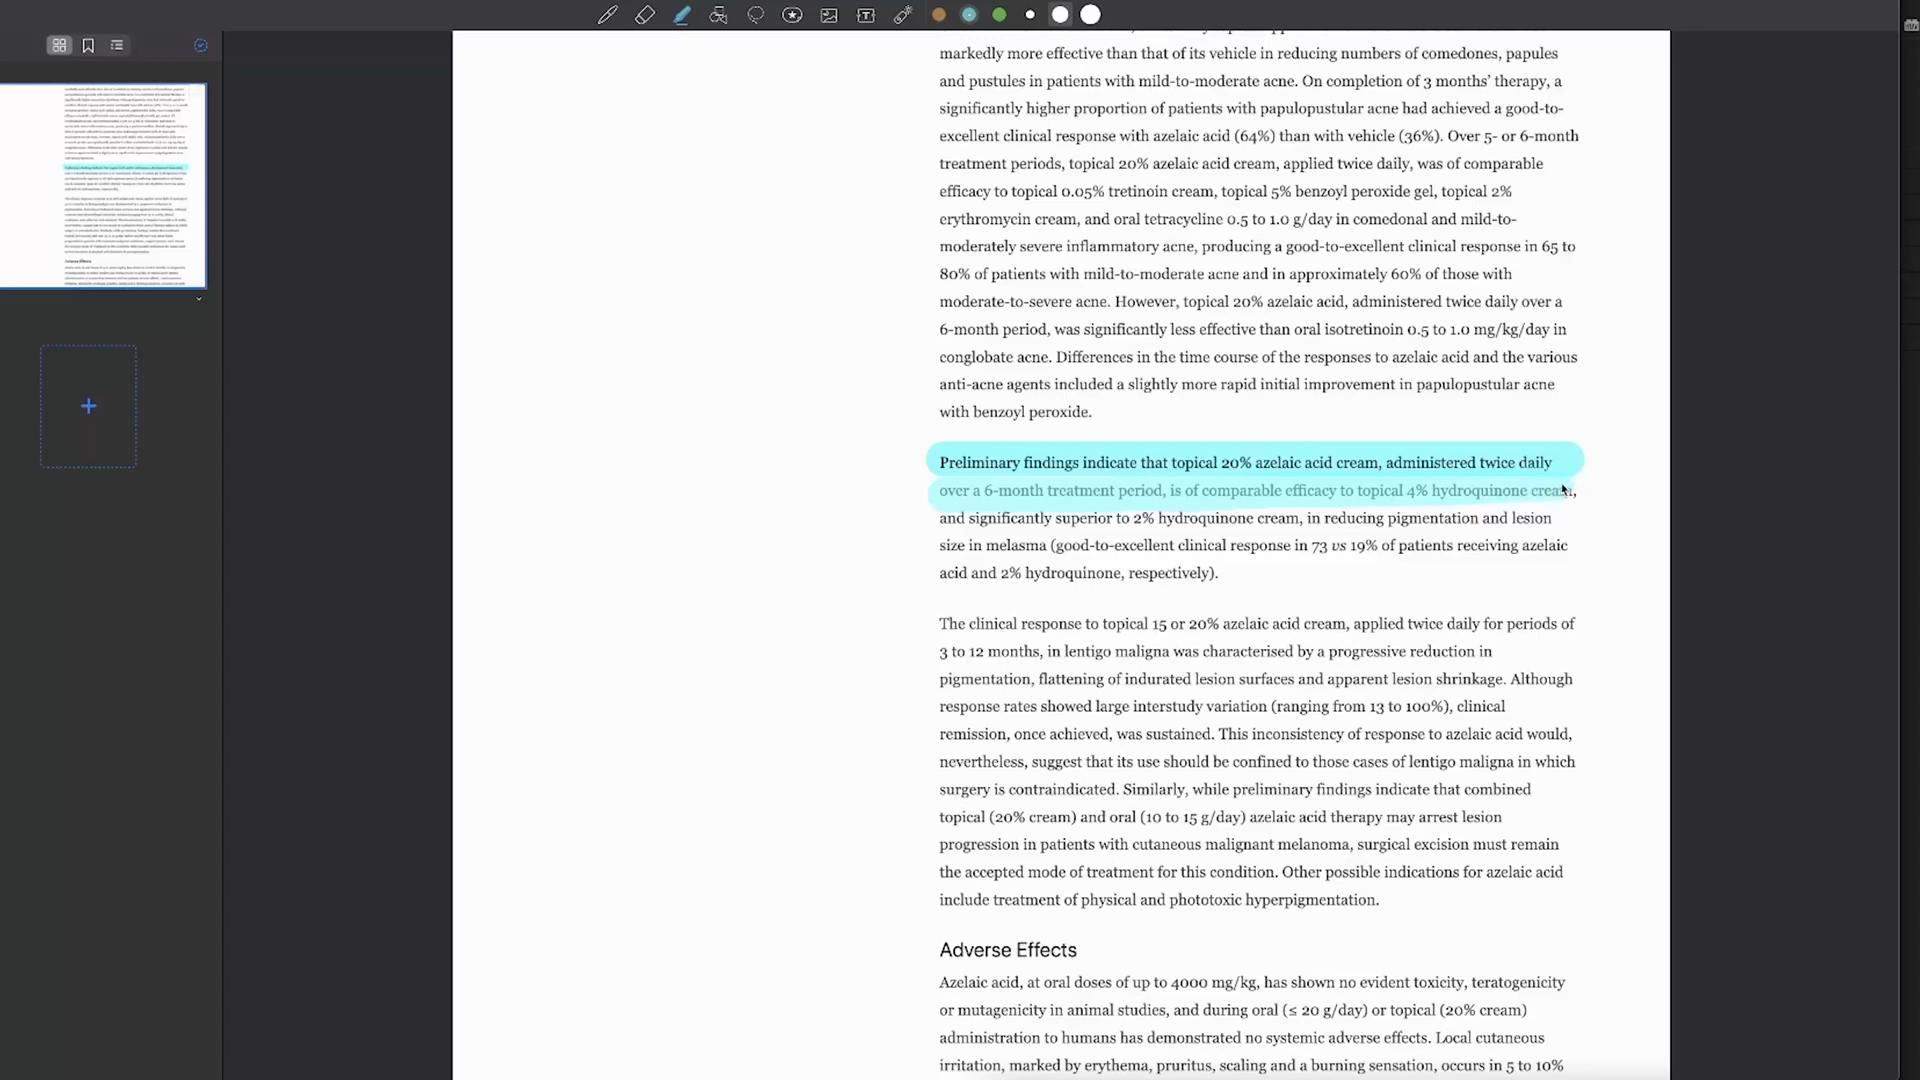 markedly more effective than that of its vehicle in reducing numbers of comedones, papules
and pustules in patients with mild-to-moderate acne. On completion of 3 months’ therapy, a
significantly higher proportion of patients with papulopustular acne had achieved a good-to-
excellent clinical response with azelaic acid (64%) than with vehicle (36%). Over 5- or 6-month
treatment periods, topical 20% azelaic acid cream, applied twice daily, was of comparable
efficacy to topical 0.05% tretinoin cream, topical 5% benzoyl peroxide gel, topical 2%
erythromycin cream, and oral tetracycline 0.5 to 1.0 g/day in comedonal and mild-to-
moderately severe inflammatory acne, producing a good-to-excellent clinical response in 65 to
80% of patients with mild-to-moderate acne and in approximately 60% of those with
moderate-to-severe acne. However, topical 20% azelaic acid, administered twice daily over a
6-month period, was significantly less effective than oral isotretinoin 0.5 to 1.0 mg/kg/day in
conglobate acne. Differences in the time course of the responses to azelaic acid and the various
anti-acne agents included a slightly more rapid initial improvement in papulopustular acne
with benzoyl peroxide.
Preliminary findings indicate that topical 20% azelaic acid cream, administered twice daily
over a 6-month treatment period, is of comparable efficacy to topical 4% hydroquinone cream,
and significantly superior to 2% hydroquinone cream, in reducing pigmentation and lesion
size in melasma (good-to-excellent clinical response in 73 vs 19% of patients receiving azelaic
acid and 2% hydroquinone, respectively).
The clinical response to topical 15 or 20% azelaic acid cream, applied twice daily for periods of
3 to 12 months, in lentigo maligna was characterised by a progressive reduction in
pigmentation, flattening of indurated lesion surfaces and apparent lesion shrinkage. Although
response rates showed large interstudy variation (ranging from 13 to 100%), clinical
remission, once achieved, was sustained. This inconsistency of response to azelaic acid would,
nevertheless, suggest that its use should be confined to those cases of lentigo maligna in which
surgery is contraindicated. Similarly, while preliminary findings indicate that combined
topical (20% cream) and oral (10 to 15 g/day) azelaic acid therapy may arrest lesion
progression in patients with cutaneous malignant melanoma, surgical excision must remain
the accepted mode of treatment for this condition. Other possible indications for azelaic acid
include treatment of physical and phototoxic hyperpigmentation.
Adverse Effects
Azelaic acid, at oral doses of up to 4000 mg/kg, has shown no evident toxicity, teratogenicity
or mutagenicity in animal studies, and during oral (≤ 20 g/day) or topical (20% cream)
administration to humans has demonstrated no systemic adverse effects. Local cutaneous
irritation, marked by erythema, pruritus, scaling and a burning sensation, occurs in 5 to 10%